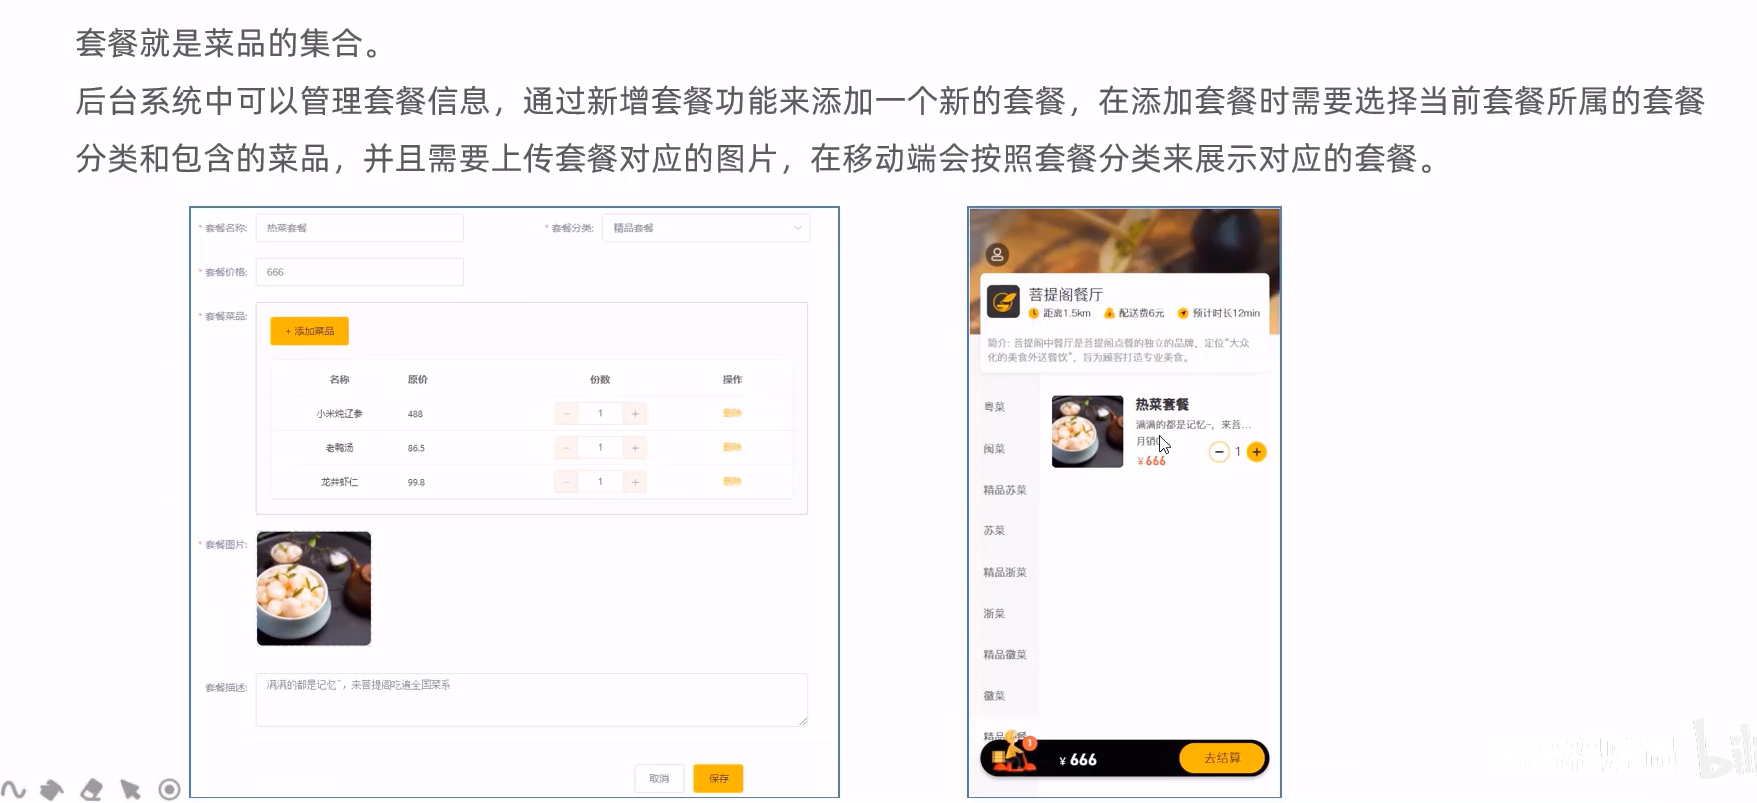 套餐就是菜品的集合。
后台系统中可以管理套餐信息，通过新增套餐功能来添加一个新的套餐，在添加套餐时需要选择当前套餐所属的套餐
分类和包含的菜品，并且需要上传套餐对应的图片，在移动端会按照套餐分类来展示对应的套餐。
* 套餐名称: 热菜套餐 * 套餐分类: 精品套餐
* 套餐价格: 666
* 套餐菜品:
+ 添加菜品
名称 原价 份数 操作
小米炖辽参 488 − 1 + 删除
老鸭汤 86.5 − 1 + 删除
龙井虾仁 99.8 − 1 + 删除
* 套餐图片:
套餐描述: 满满的都是记忆~，来菩提阁吃遍全国菜系
取消 保存
菩提阁餐厅
距离1.5km 配送费6元 预计时长12min
简介: 菩提阁中餐厅是菩提阁点餐的独立的品牌，定位“大众
化的美食外送餐饮”，旨为顾客打造专业美食。
粤菜
闽菜
精品苏菜
苏菜
精品浙菜
浙菜
精品徽菜
徽菜
精品
热菜套餐
满满的都是记忆~，来菩...
月销
¥666
− 1 +
1
¥ 666
去结算
bili